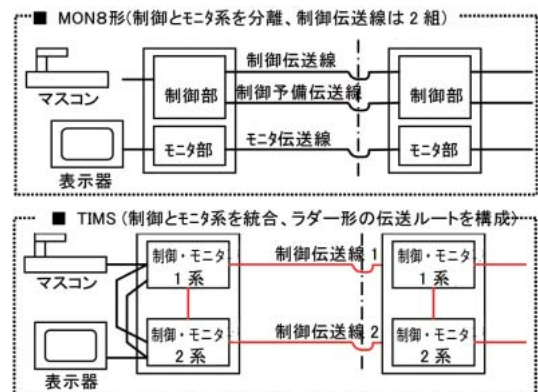 ■ MON8形(制御とモニタ系を分離、制御伝送線は2組)
マスコン
表示器
制御部
モニタ部
制御伝送線
制御予備伝送線
モニタ伝送線
制御部
モニタ部
■ TIMS(制御とモニタ系を統合、ラダー形の伝送ルートを構成)
マスコン
表示器
制御・モニタ
1系
制御・モニタ
2系
制御伝送線 1
制御伝送線 2
制御・モニタ
1系
制御・モニタ
2系